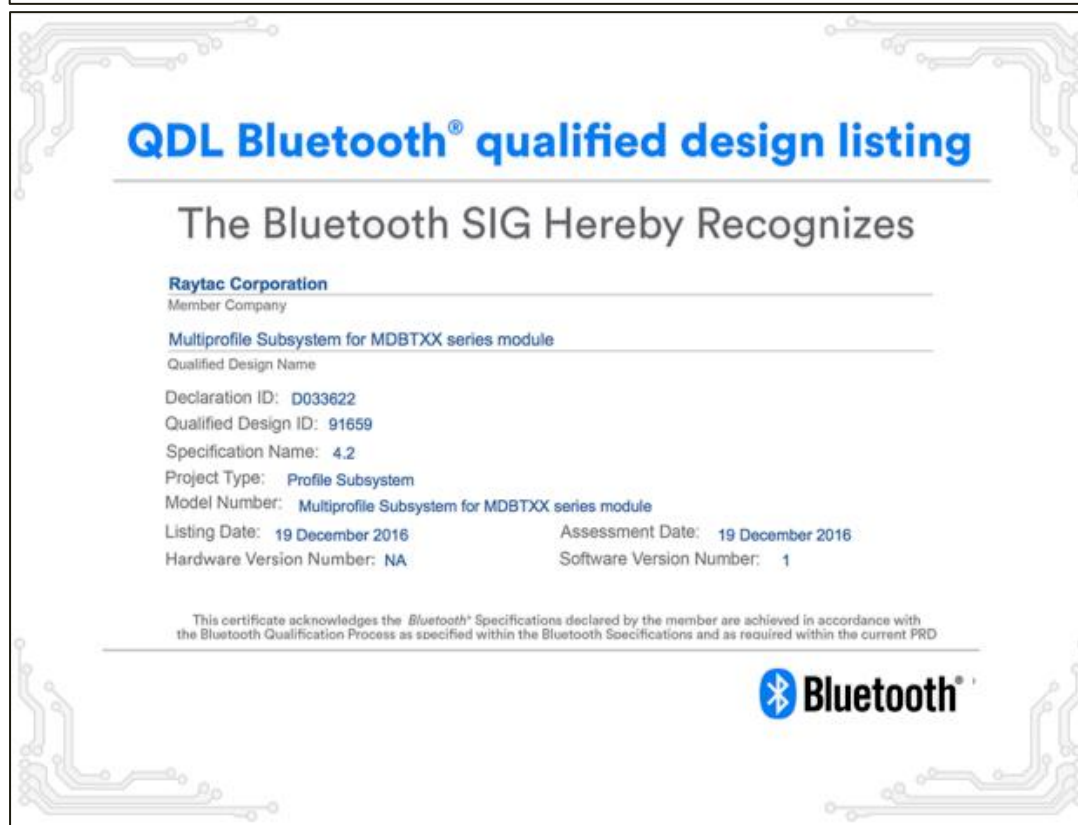 QDL Bluetooth® qualified design listing
The Bluetooth SIG Hereby Recognizes
Raytac Corporation
Member Company
Multiprofile Subsystem for MDBTXX series module
Qualified Design Name
Declaration ID: D033622
Qualified Design ID: 91659
Specification Name: 4.2
Project Type: Profile Subsystem
Model Number: Multiprofile Subsystem for MDBTXX series module
Listing Date: 19 December 2016 Assessment Date: 19 December 2016
Hardware Version Number: NA Software Version Number: 1
This certificate acknowledges the Bluetooth® Specifications declared by the member are achieved in accordance with
the Bluetooth Qualification Process as specified within the Bluetooth Specifications and as required within the current PRD
Bluetooth®